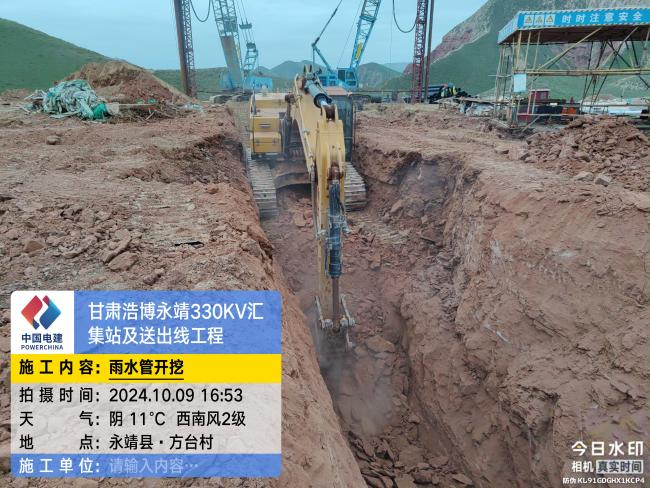 时时注意安全
中国电建
POWERCHINA
甘肃浩博永靖330KV汇
集站及送出线工程
施工内容：雨水管开挖
拍摄时间：2024.10.09 16:53
天气：阴 11°C 西南风2级
地点：永靖县·方台村
施工单位：请输入内容…
今日水印
相机 真实时间
防伪 KL91GDGHX1KCP4